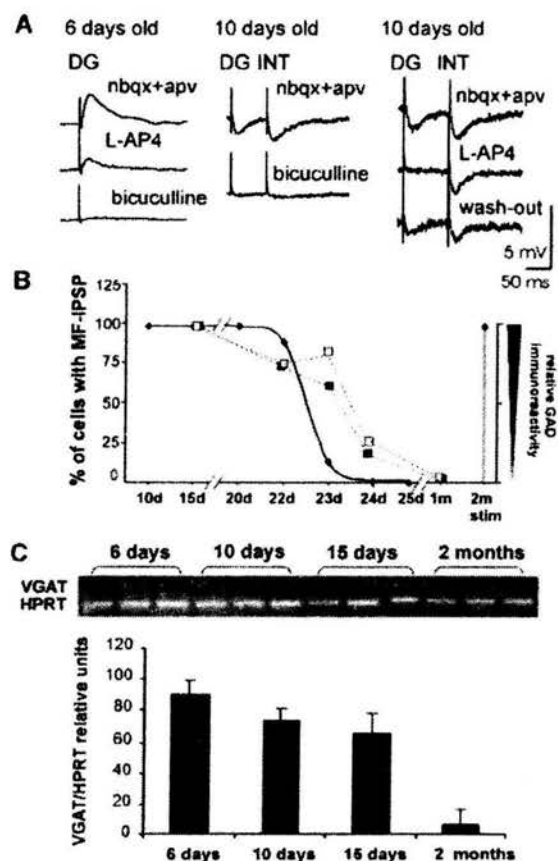 A
6 days old 10 days old 10 days old
DG DG INT DG INT
nbqx+apv nbqx+apv nbqx+apv
L-AP4 L-AP4
bicuculline bicuculline wash-out
5 mV
50 ms
B
% of cells with MF-IPSP
125
100
75
50
25
0
10d 15d 20d 22d 23d 24d 25d 1m 2m
stim
relative GAD
immunoreactivity
C
6 days 10 days 15 days 2 months
VGAT
HPRT
VGAT/HPRT relative units
120
100
80
60
40
20
0
6 days 10 days 15 days 2 months